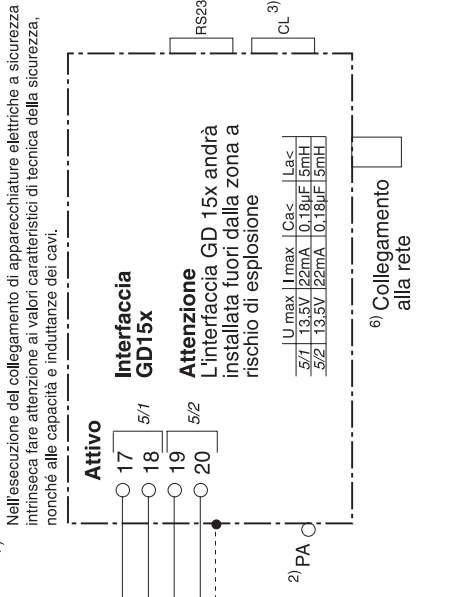 Nell'esecuzione del collegamento di apparecchiature elettriche a sicurezza
intrinseca fare attenzione ai valori caratteristici di tecnica della sicurezza,
nonché alle capacità e induttanze dei cavi.
Attivo
17
18
19
20
5/1
5/2
Interfaccia
GD15x
Attenzione
L'interfaccia GD 15x andrà
installata fuori dalla zona a
rischio di esplosione
U max I max Ca< La<
5/1 13,5V 22mA 0,18µF 5mH
5/2 13,5V 22mA 0,18µF 5mH
RS23
CL 3)
2) PA
6) Collegamento
alla rete